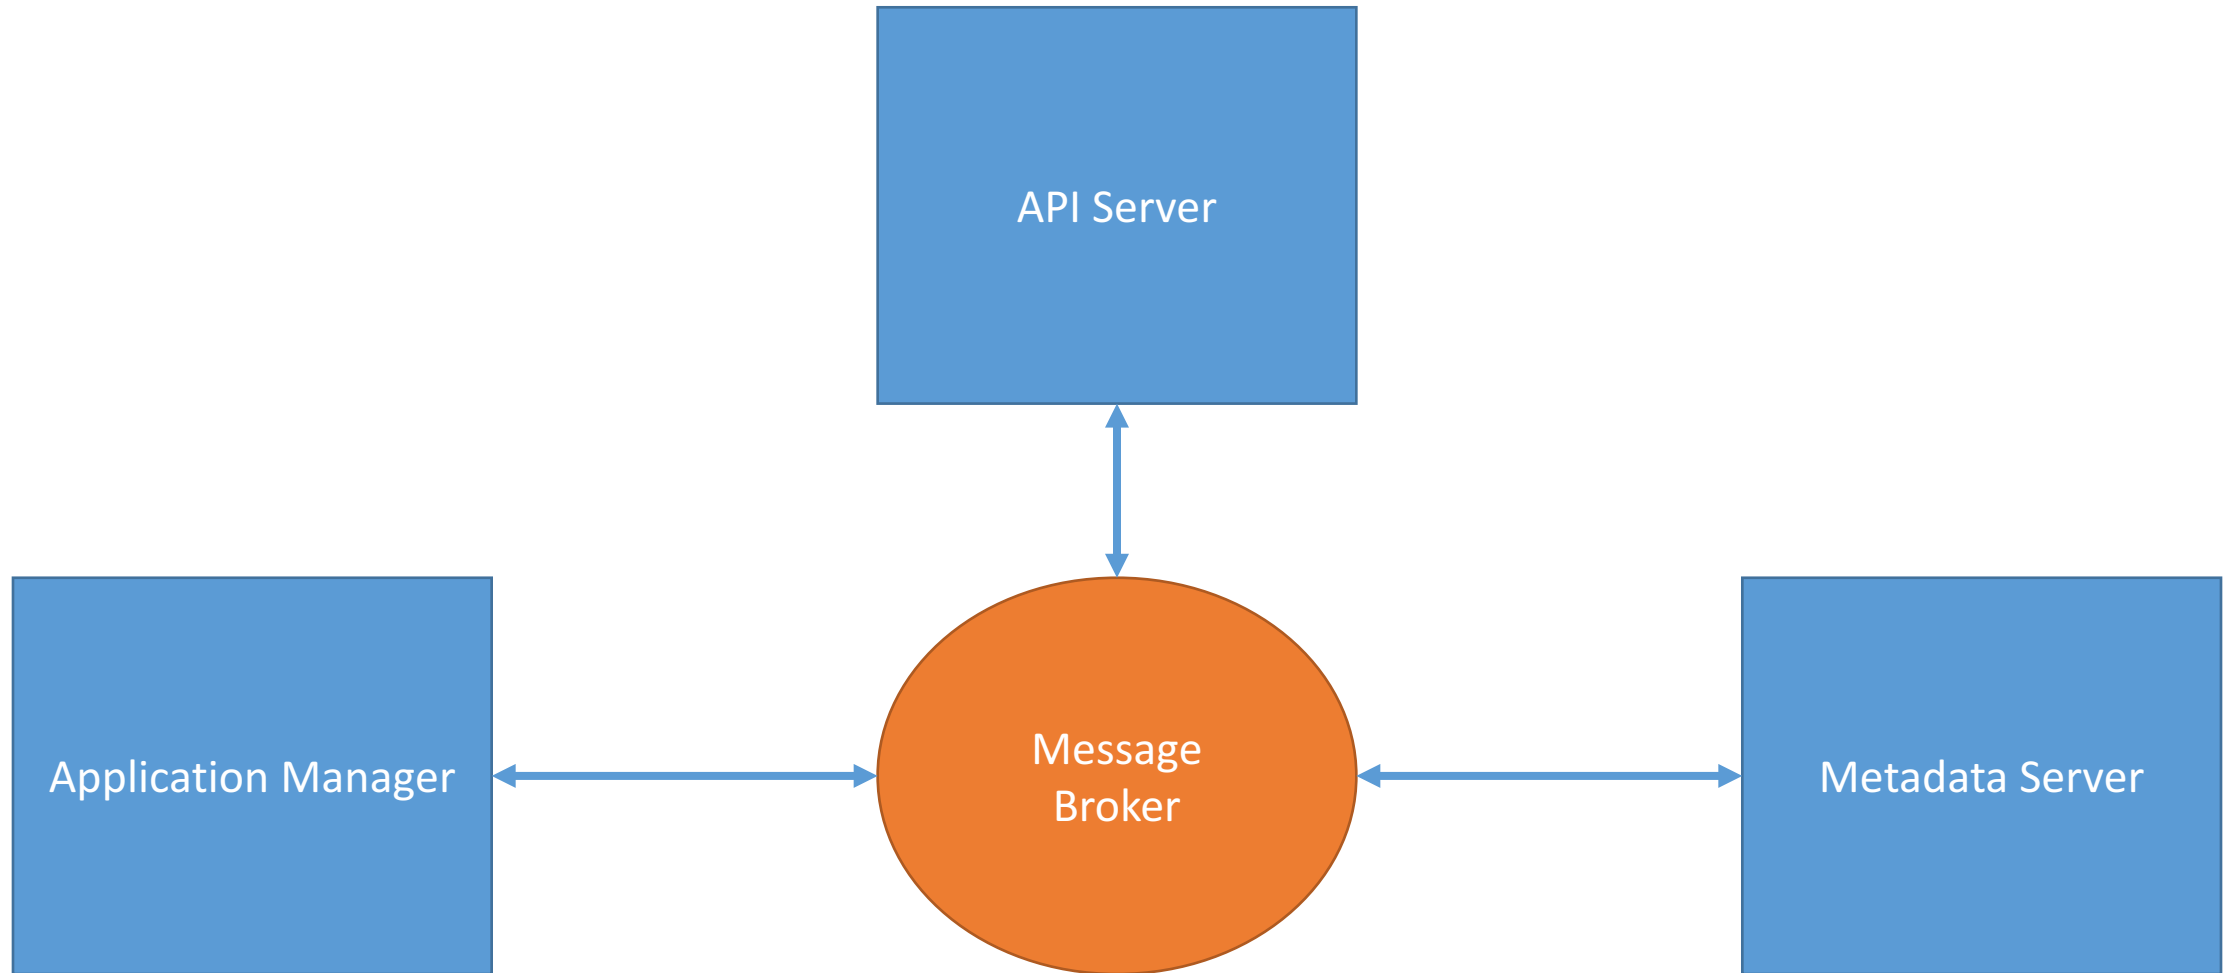 API Server
Application Manager
Message
Broker
Metadata Server